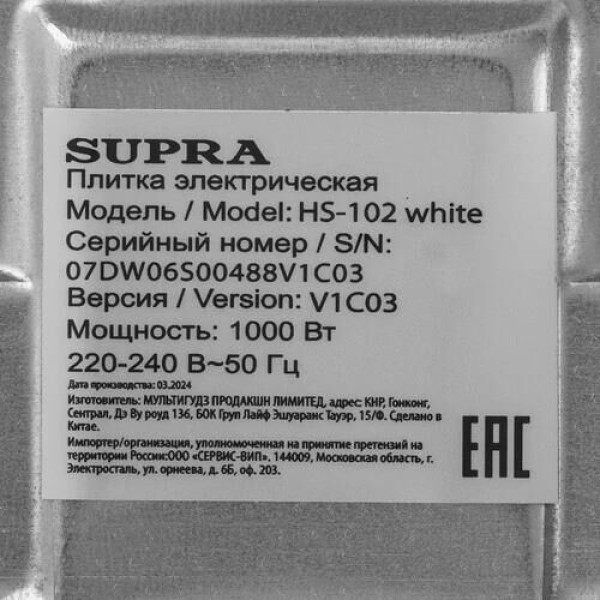 SUPRA
Плитка электрическая
Модель / Model: HS-102 white
Серийный номер / S/N:
07DW06S00488V1C03
Версия / Version: V1C03
Мощность: 1000 Вт
220-240 В~50 Гц
Дата производства: 03.2024
Изготовитель: МУЛЬТИГУДЗ ПРОДАКШН ЛИМИТЕД, адрес: КНР, Гонконг,
Сентрал, Дэ Ву роуд 136, БОК Груп Лайф Эшуаранс Тауэр, 15/Ф. Сделано в
Китае.
Импортер/организация, уполномоченная на принятие претензий на
территории России:ООО «СЕРВИС-ВИП». 144009, Московская область, г.
Электросталь, ул. орнеева, д. 6Б, оф. 203.
EAC